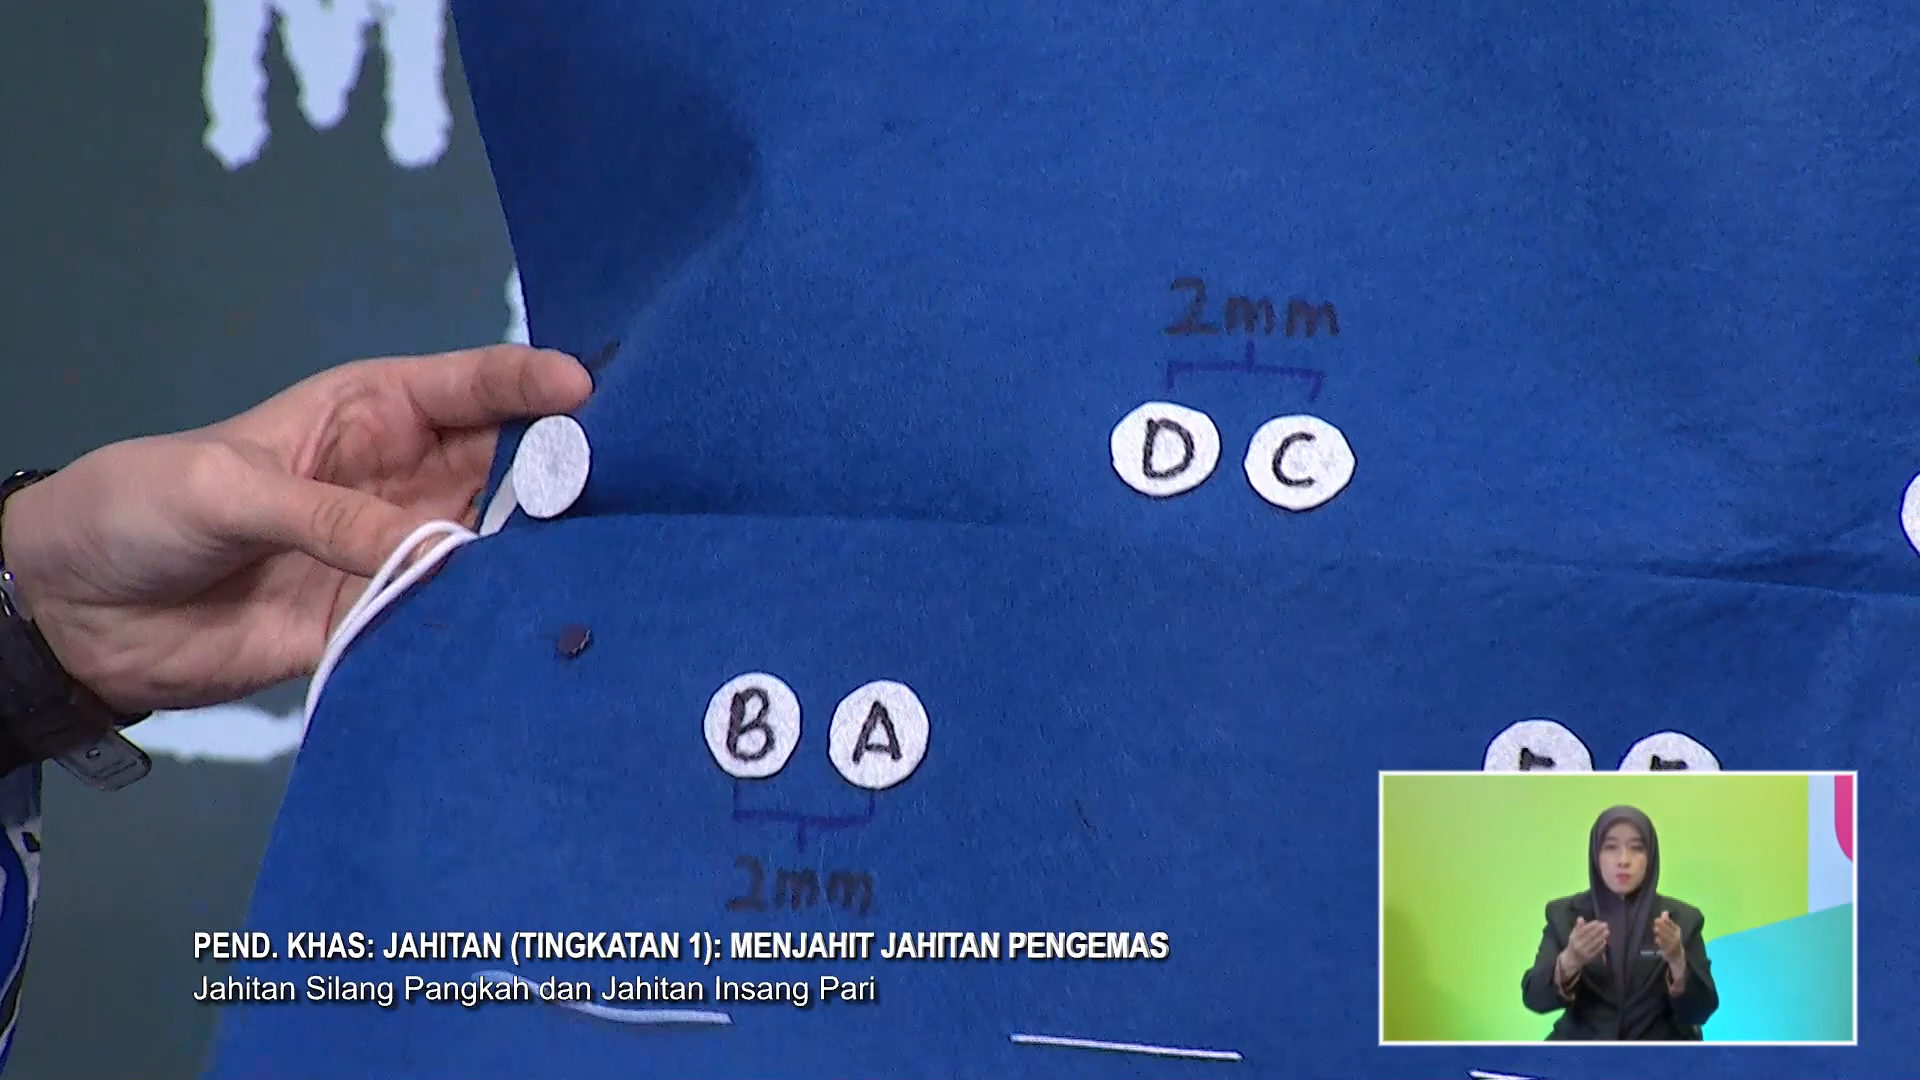 M
2mm
D C
B A
2mm
PEND. KHAS: JAHITAN (TINGKATAN 1): MENJAHIT JAHITAN PENGEMAS
Jahitan Silang Pangkah dan Jahitan Insang Pari